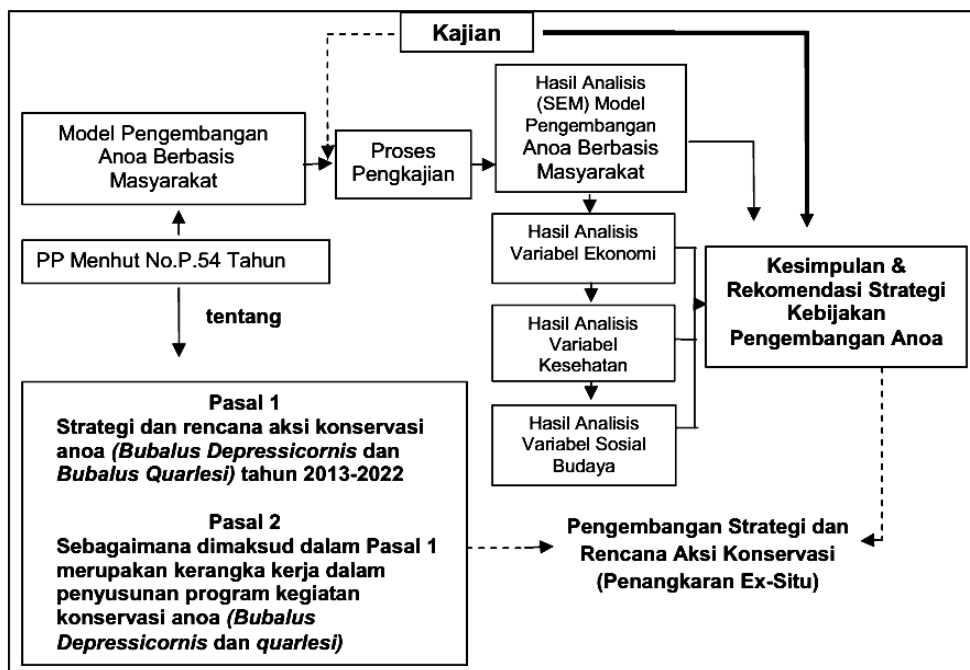 Kajian
Model Pengembangan
Anoa Berbasis
Masyarakat
Proses
Pengkajian
Hasil Analisis
(SEM) Model
Pengembangan
Anoa Berbasis
Masyarakat
PP Menhut No.P.54 Tahun
tentang
Hasil Analisis
Variabel Ekonomi
Hasil Analisis
Variabel
Kesehatan
Hasil Analisis
Variabel Sosial
Budaya
Kesimpulan &
Rekomendasi Strategi
Kebijakan
Pengembangan Anoa
Pasal 1
Strategi dan rencana aksi konservasi
anoa (Bubalus Depressicornis dan
Bubalus Quarlesi) tahun 2013-2022
Pasal 2
Sebagaimana dimaksud dalam Pasal 1
merupakan kerangka kerja dalam
penyusunan program kegiatan
konservasi anoa (Bubalus
Depressicornis dan quarlesi)
Pengembangan Strategi dan
Rencana Aksi Konservasi
(Penangkaran Ex-Situ)